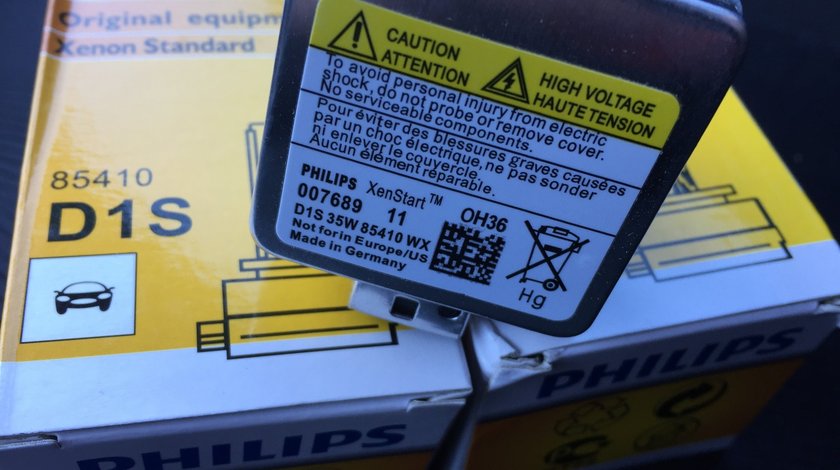 Original equipm
Xenon Standard
85410
D1S
CAUTION
ATTENTION
HIGH VOLTAGE
HAUTE TENSION
To avoid personal injury from electric
shock, do not probe or remove cover.
No serviceable components.
Pour éviter des blessures graves causées
par un choc électrique, ne pas sonder
ni enlever le couvercle.
Aucun élément réparable.
PHILIPS XenStart™
007689 11 OH36
D1S 35W 85410 WX
Not for in Europe/US
Made in Germany
Hg
PHILIPS
PHILIPS